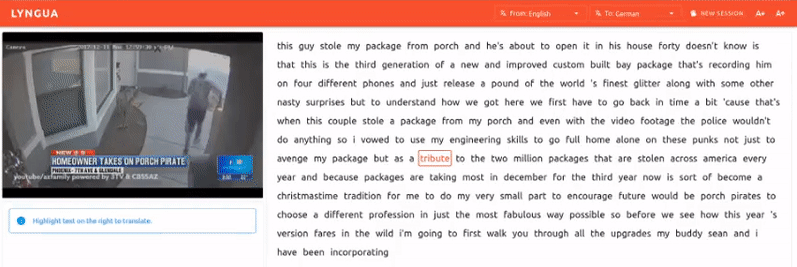 LYNGUA
From: English
To: German
NEW SESSION
A+ A+
Camera
NEW @ 9
HOMEOWNER TAKES ON PORCH PIRATE
PHOENIX - 7TH AVE & GLENDALE
youtube/axfamily powered by 3TV & CBS5AZ
Highlight test on the right to translate.
this guy stole my package from porch and he's about to open it in his house forty doesn't know is
that this is the third generation of a new and improved custom built bay package that's recording him
on four different phones and just release a pound of the world 's finest glitter along with some other
nasty surprises but to understand how we got here we first have to go back in time a bit 'cause that's
when this couple stole a package from my porch and even with the video footage the police wouldn't
do anything so i vowed to use my engineering skills to go full home alone on these punks not just to
avenge my package but as a tribute to the two million packages that are stolen across america every
year and because packages are taking most in december for the third year now is sort of become a
christmastime tradition for me to do my very small part to encourage future would be porch pirates to
choose a different profession in just the most fabulous way possible so before we see how this year 's
version fares in the wild i'm going to first walk you through all the upgrades my buddy sean and i
have been incorporating